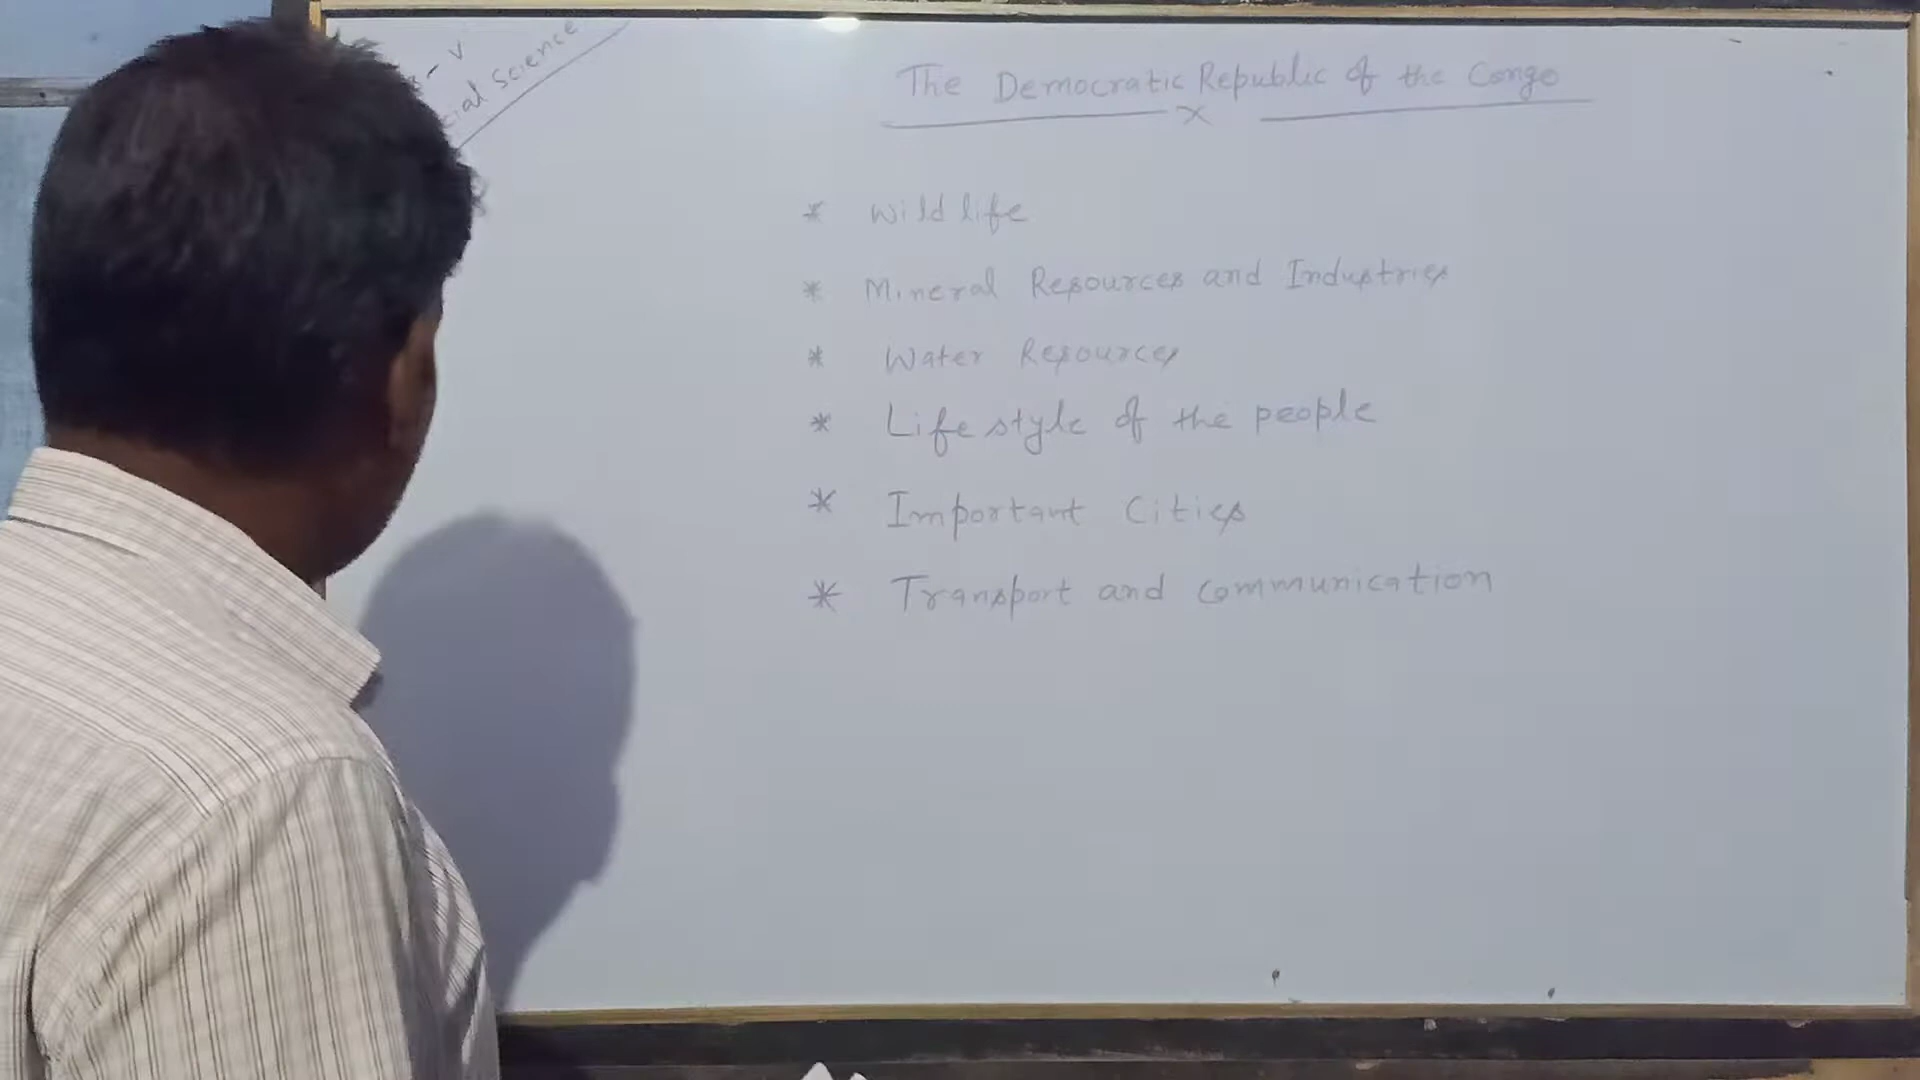 - V
Science
The Democratic Republic of the Congo
x
* Wild life
* Mineral Resources and Industries
* Water Resources
* Life style of the people
* Important Cities
* Transport and communication